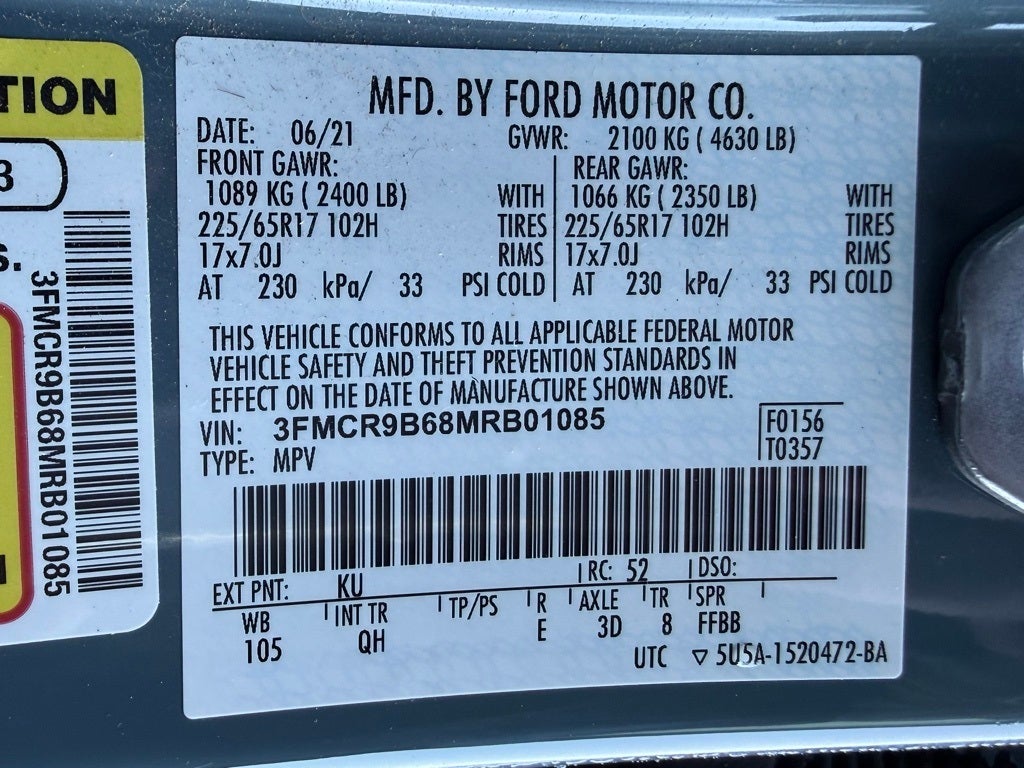 TION
3
s.
3FMCR9B68MRB01085
MFD. BY FORD MOTOR CO.
DATE: 06/21 GVWR: 2100 KG ( 4630 LB)
FRONT GAWR: REAR GAWR:
1089 KG ( 2400 LB) WITH 1066 KG ( 2350 LB) WITH
225/65R17 102H TIRES 225/65R17 102H TIRES
17x7.0J RIMS 17x7.0J RIMS
AT 230 kPa/ 33 PSI COLD AT 230 kPa/ 33 PSI COLD
THIS VEHICLE CONFORMS TO ALL APPLICABLE FEDERAL MOTOR
VEHICLE SAFETY AND THEFT PREVENTION STANDARDS IN
EFFECT ON THE DATE OF MANUFACTURE SHOWN ABOVE.
VIN: 3FMCR9B68MRB01085 F0156
TYPE: MPV T0357
EXT PNT: KU RC: 52 DSO:
WB INT TR TP/PS R AXLE TR SPR
105 QH E 3D 8 FFBB
UTC ▽ 5U5A-1520472-BA